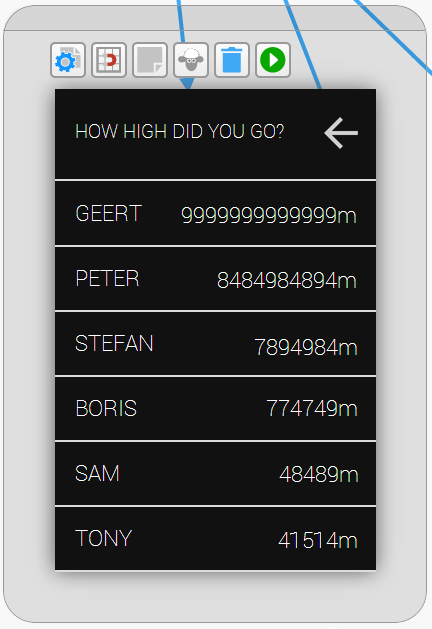 HOW HIGH DID YOU GO?
GEERT 9999999999999m
PETER 8484984894m
STEFAN 7894984m
BORIS 774749m
SAM 48489m
TONY 41514m